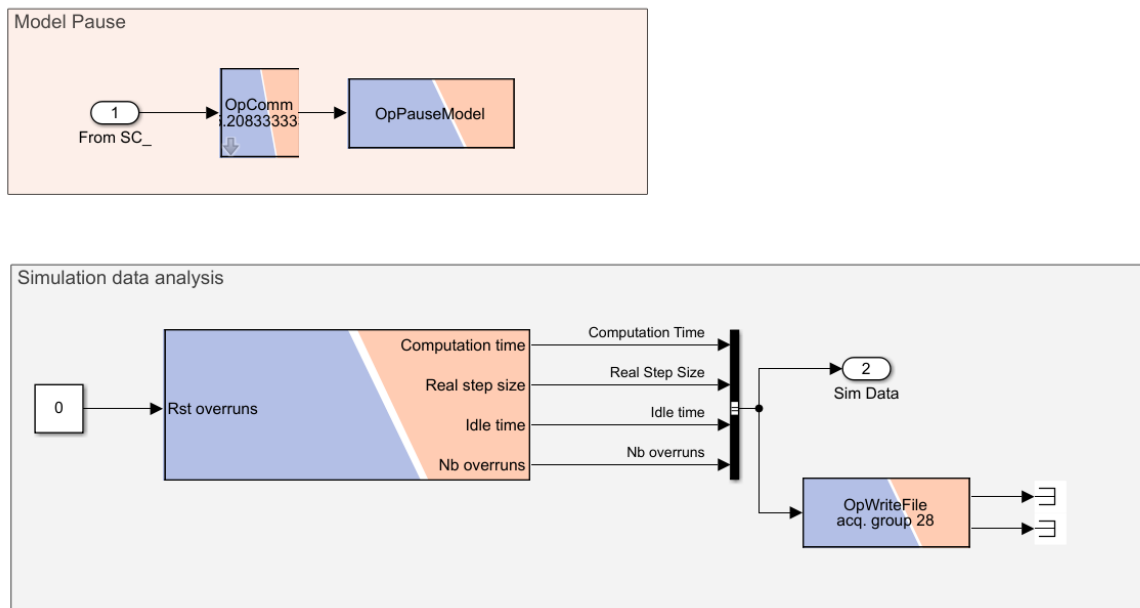 Model Pause
1
From SC_
OpComm
.20833333
OpPauseModel
Simulation data analysis
0
Rst overruns
Computation time
Real step size
Idle time
Nb overruns
Computation Time
Real Step Size
Idle time
Nb overruns
2
Sim Data
OpWriteFile
acq. group 28